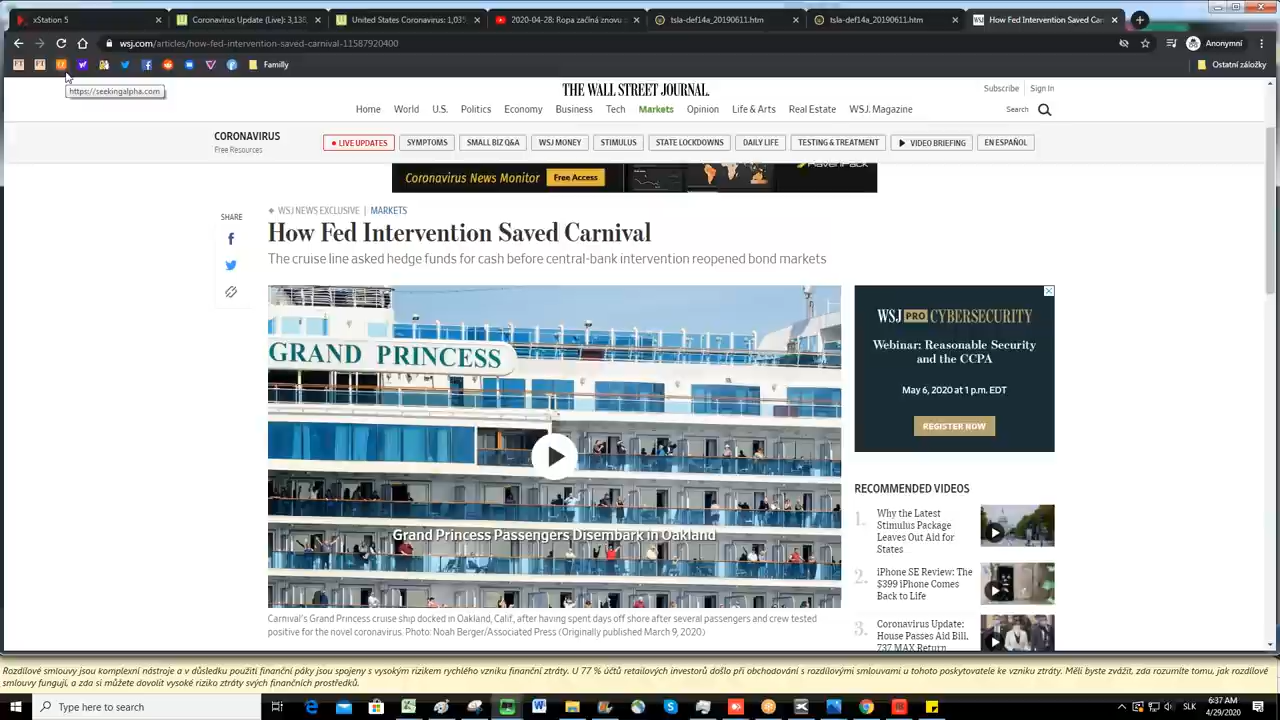 xStation 5
Coronavirus Update (Live): 3,138,
United States Coronavirus: 1,035
2020-04-28: Ropa začíná znovu
tsla-def14a_20190611.htm
tsla-def14a_20190611.htm
How Fed Intervention Saved Car
wsj.com/articles/how-fed-intervention-saved-carnival-11587920400
Anonymní
Familly
Ostatní záložky
https://seekingalpha.com
THE WALL STREET JOURNAL.
Subscribe
Sign In
Home
World
U.S.
Politics
Economy
Business
Tech
Markets
Opinion
Life & Arts
Real Estate
WSJ. Magazine
Search
CORONAVIRUS
Free Resources
LIVE UPDATES
SYMPTOMS
SMALL BIZ Q&A
WSJ MONEY
STIMULUS
STATE LOCKDOWNS
DAILY LIFE
TESTING & TREATMENT
VIDEO BRIEFING
EN ESPAÑOL
Coronavirus News Monitor
Free Access
RavenPack
SHARE
WSJ NEWS EXCLUSIVE | MARKETS
How Fed Intervention Saved Carnival
The cruise line asked hedge funds for cash before central-bank intervention reopened bond markets
GRAND PRINCESS
Grand Princess Passengers Disembark in Oakland
Carnival's Grand Princess cruise ship docked in Oakland, Calif., after having spent days off shore after several passengers and crew tested
positive for the novel coronavirus. Photo: Noah Berger/Associated Press (Originally published March 9, 2020)
WSJ PRO CYBERSECURITY
Webinar: Reasonable Security
and the CCPA
May 6, 2020 at 1 p.m. EDT
REGISTER NOW
RECOMMENDED VIDEOS
1. Why the Latest
Stimulus Package
Leaves Out Aid for
States
2. iPhone SE Review: The
$399 iPhone Comes
Back to Life
3. Coronavirus Update:
House Passes Aid Bill,
737 MAX Return
Rozdílové smlouvy jsou komplexní nástroje a v důsledku použití finanční páky jsou spojeny s vysokým rizikem rychlého vzniku finanční ztráty. U 77 % účtů retailových investorů došlo při obchodování s rozdílovými smlouvami u tohoto poskytovatele ke vzniku ztráty. Měli byste zvážit, zda rozumíte tomu, jak rozdílové
smlouvy fungují, a zda si můžete dovolit vysoké riziko ztráty svých finančních prostředků.
Type here to search
SLK
6:37 AM
4/29/2020